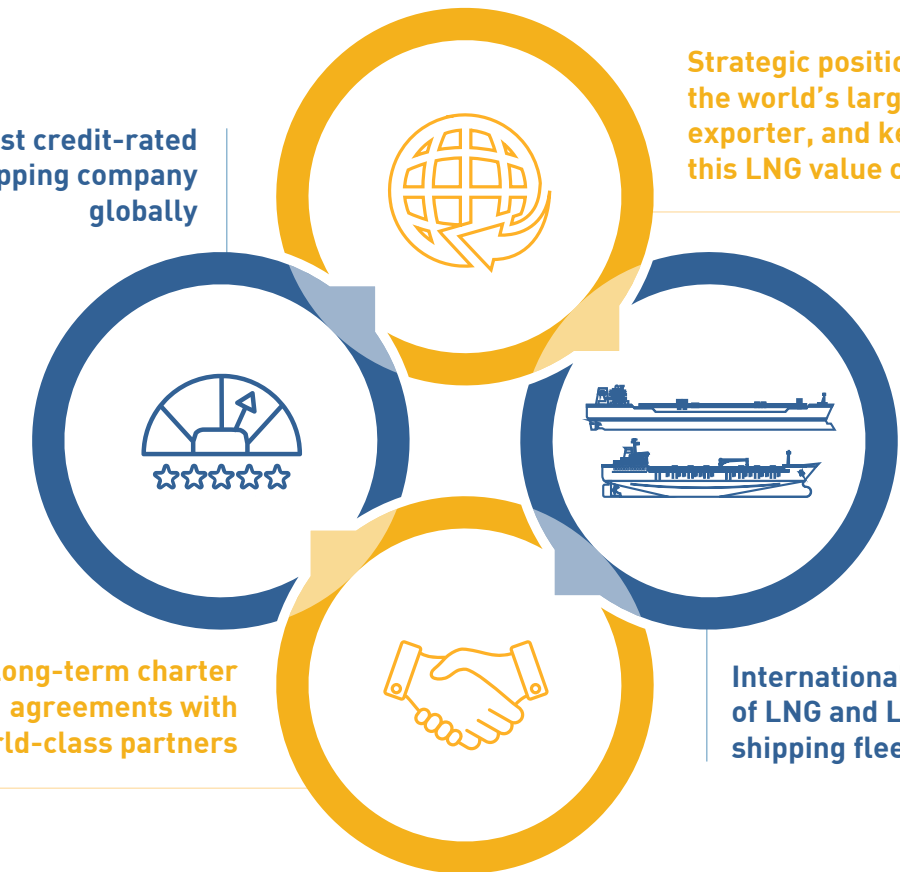 st credit-rated
pping company
globally
Strategic positio
the world's larg
exporter, and ke
this LNG value c
ong-term charter
agreements with
rld-class partners
Internationa
of LNG and L
shipping flee